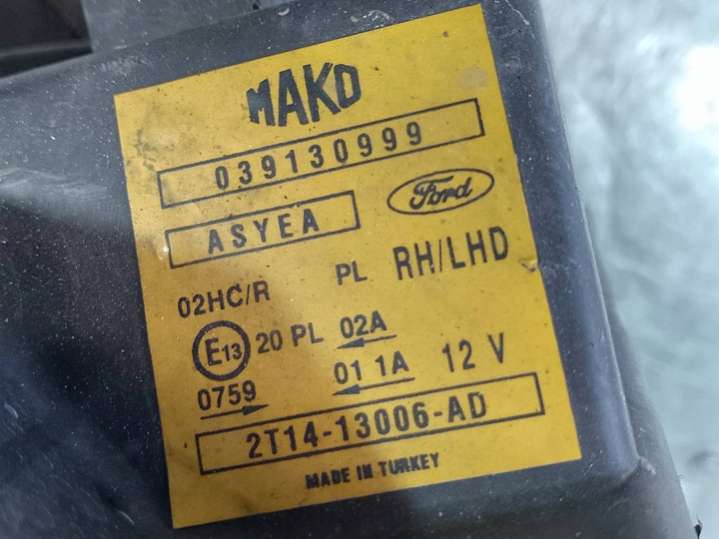 MAKO
039130999
ASYEA
Ford
02HC/R PL RH/LHD
E13 20 PL 02A
0759 01 1A 12 V
2T14-13006-AD
MADE IN TURKEY